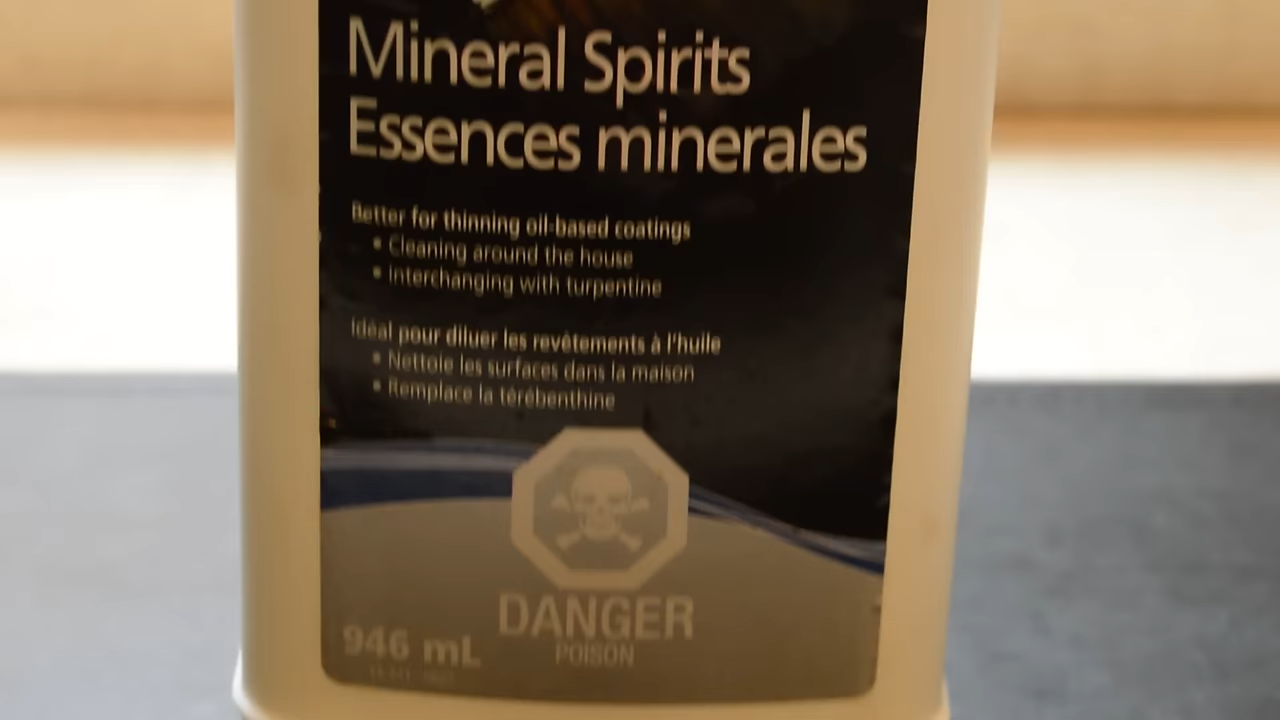 Mineral Spirits
Essences minerales
Better for thinning oil-based coatings
• Cleaning around the house
• Interchanging with turpentine
Idéal pour diluer les revêtements à l'huile
• Nettoie les surfaces dans la maison
• Remplace la térébenthine
DANGER
POISON
946 mL